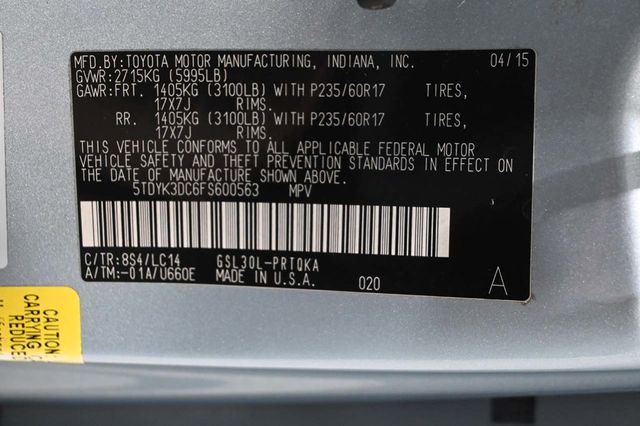 MFD.BY:TOYOTA MOTOR MANUFACTURING, INDIANA, INC. 04/15
GVWR:2715KG (5995LB)
GAWR:FRT. 1405KG (3100LB) WITH P235/60R17 TIRES,
17X7J RIMS.
RR. 1405KG (3100LB) WITH P235/60R17 TIRES,
17X7J RIMS.
THIS VEHICLE CONFORMS TO ALL APPLICABLE FEDERAL MOTOR
VEHICLE SAFETY AND THEFT PREVENTION STANDARDS IN EFFECT ON
THE DATE OF MANUFACTURE SHOWN ABOVE.
5TDYK3DC6FS600563 MPV
C/TR:8S4/LC14 GSL30L-PRTQKA
A/TM:-01A/U660E MADE IN U.S.A. 020 A
CAUTION
CARRYING
REDUCE